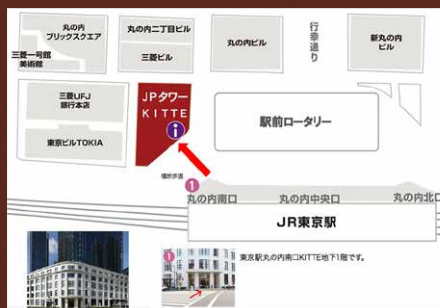 丸の内
ブリックスクエア
三菱一号館
美術館
丸の内二丁目ビル
三菱ビル
丸の内ビル
行幸通り
新丸の内
ビル
三菱UFJ
銀行本店
東京ビルTOKIA
JPタワー
KITTE
i
駅前ロータリー
横断歩道
1
丸の内南口
丸の内中央口
丸の内北口
JR東京駅
1
東京駅丸の内南口KITTE地下1階です。